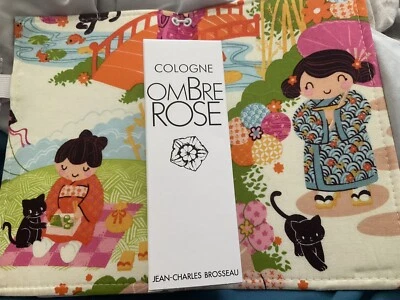 COLOGNE
OMBRE
ROSE
JEAN-CHARLES BROSSEAU